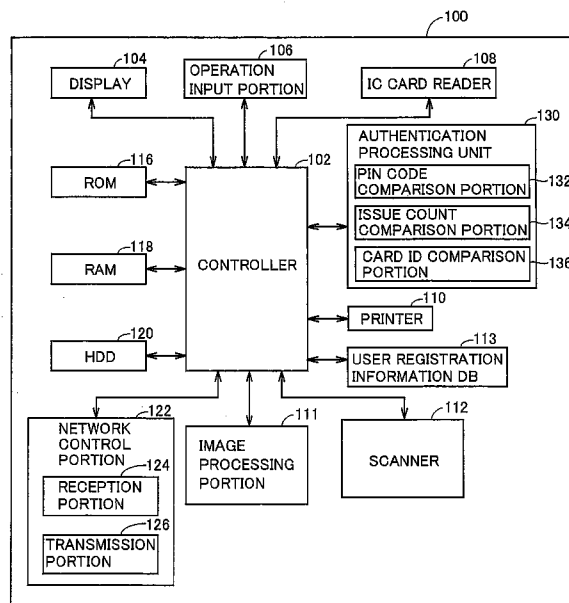 100
104
DISPLAY
106
OPERATION
INPUT PORTION
108
IC CARD READER
130
AUTHENTICATION
PROCESSING UNIT
PIN CODE
COMPARISON PORTION
132
ISSUE COUNT
COMPARISON PORTION
134
CARD ID COMPARISON
PORTION
136
116
ROM
102
CONTROLLER
118
RAM
110
PRINTER
120
HDD
113
USER REGISTRATION
INFORMATION DB
122
NETWORK
CONTROL
PORTION
124
RECEPTION
PORTION
126
TRANSMISSION
PORTION
111
IMAGE
PROCESSING
PORTION
112
SCANNER